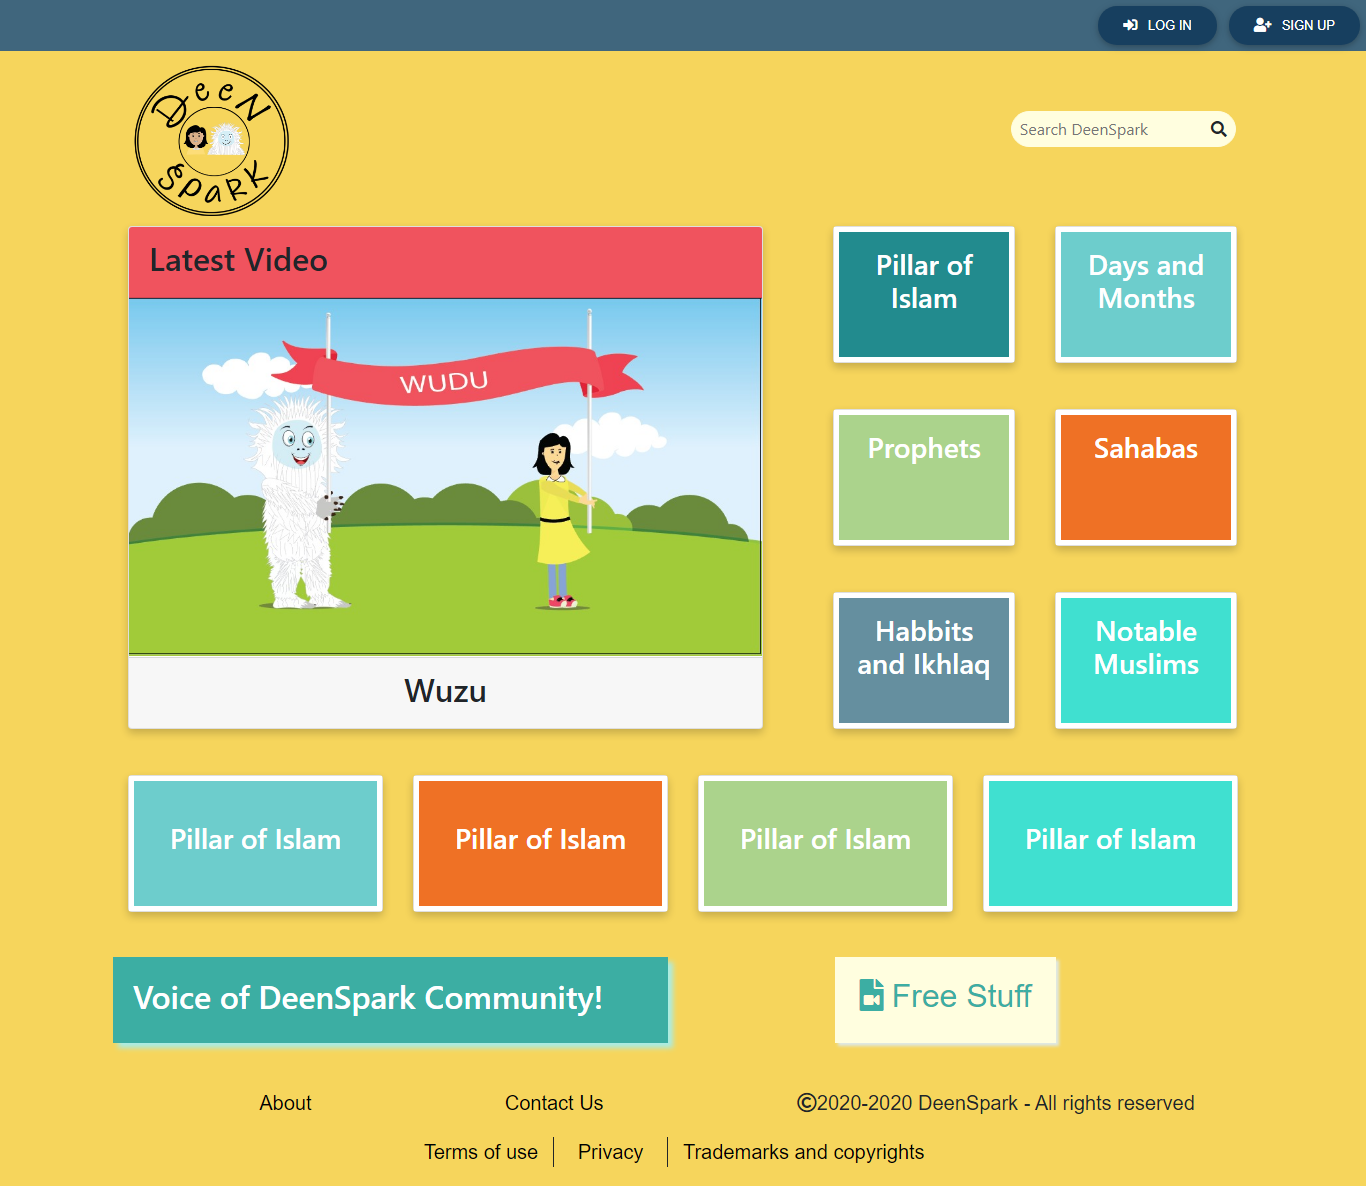 LOG IN
SIGN UP
DeeN
SpaRK
Search DeenSpark
Latest Video
WUDU
Wuzu
Pillar of
Islam
Days and
Months
Prophets
Sahabas
Habbits
and Ikhlaq
Notable
Muslims
Pillar of Islam
Pillar of Islam
Pillar of Islam
Pillar of Islam
Voice of DeenSpark Community!
Free Stuff
About
Contact Us
©2020-2020 DeenSpark - All rights reserved
Terms of use
Privacy
Trademarks and copyrights